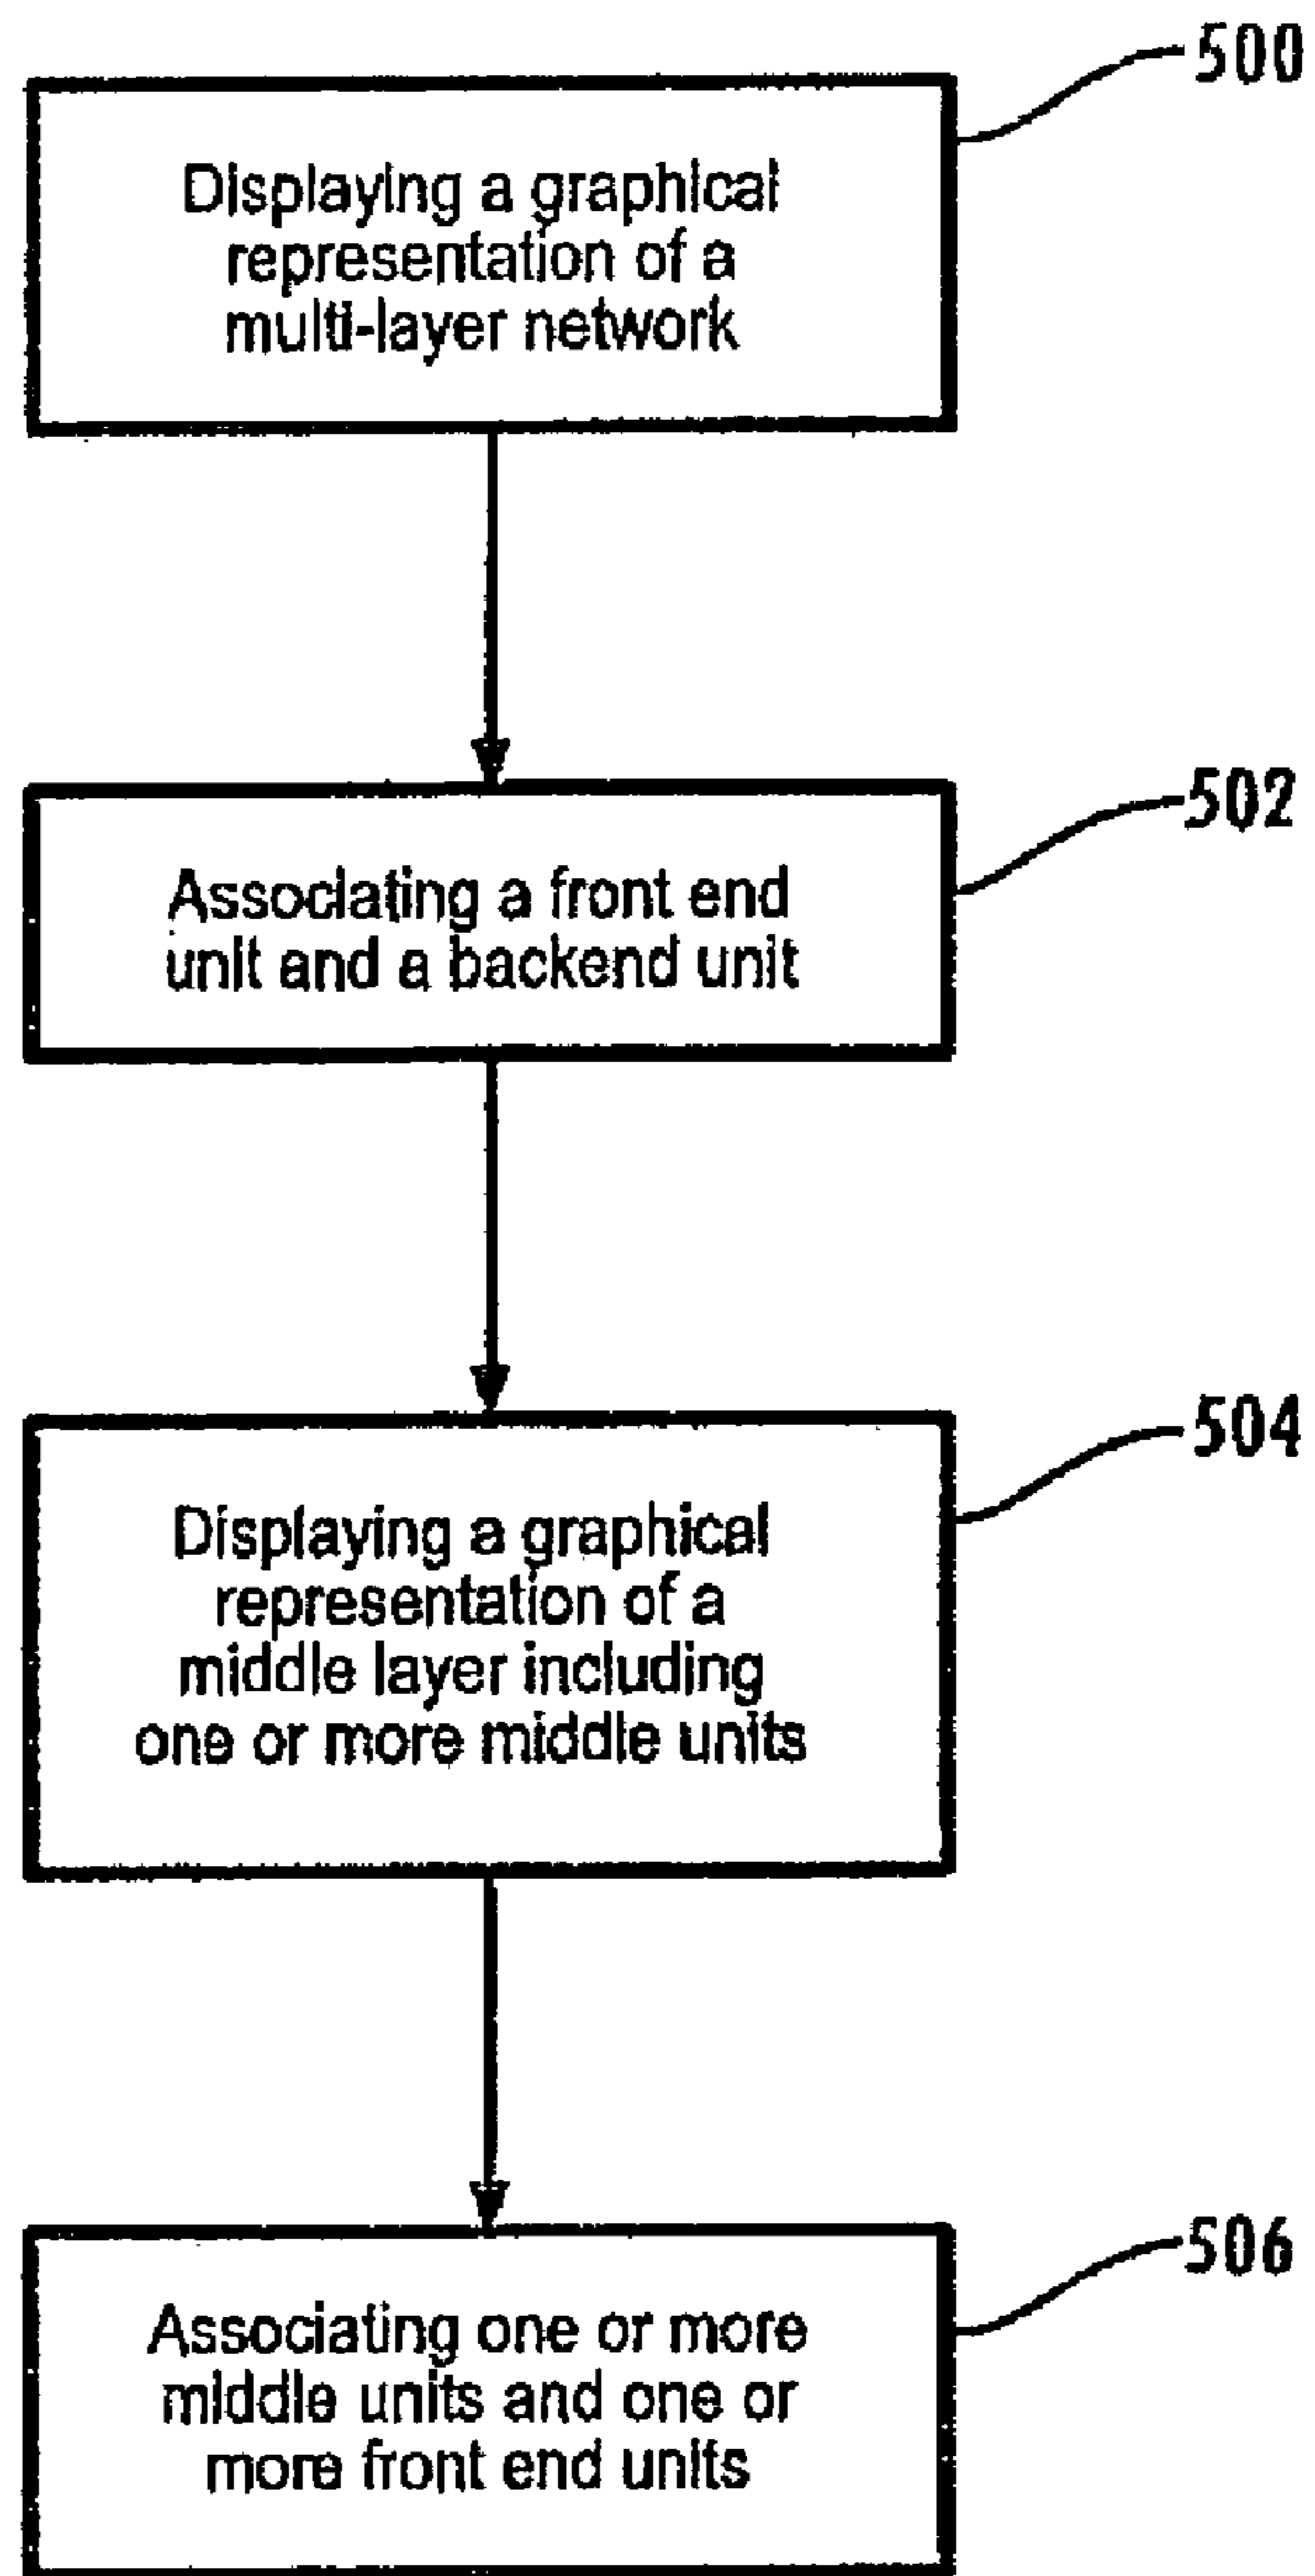 500
Displaying a graphical
representation of a
multi-layer network
502
Associating a front end
unit and a backend unit
504
Displaying a graphical
representation of a
middle layer including
one or more middle units
506
Associating one or more
middle units and one or
more front end units